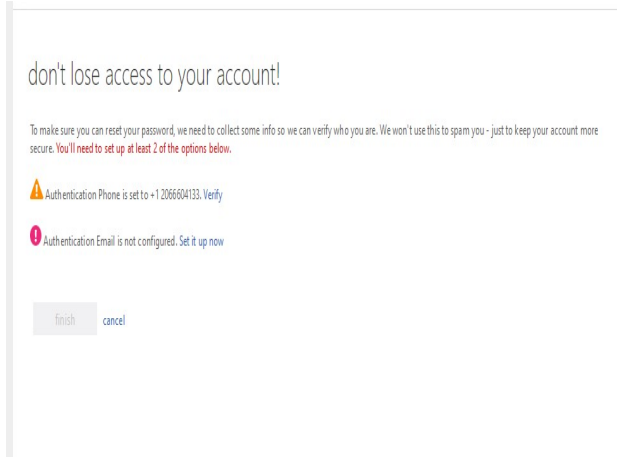 don't lose access to your account!
To make sure you can reset your password, we need to collect some info so we can verify who you are. We won't use this to spam you - just to keep your account more
secure. You'll need to set up at least 2 of the options below.
Authentication Phone is set to +1 2066604133. Verify
Authentication Email is not configured. Set it up now
finish cancel